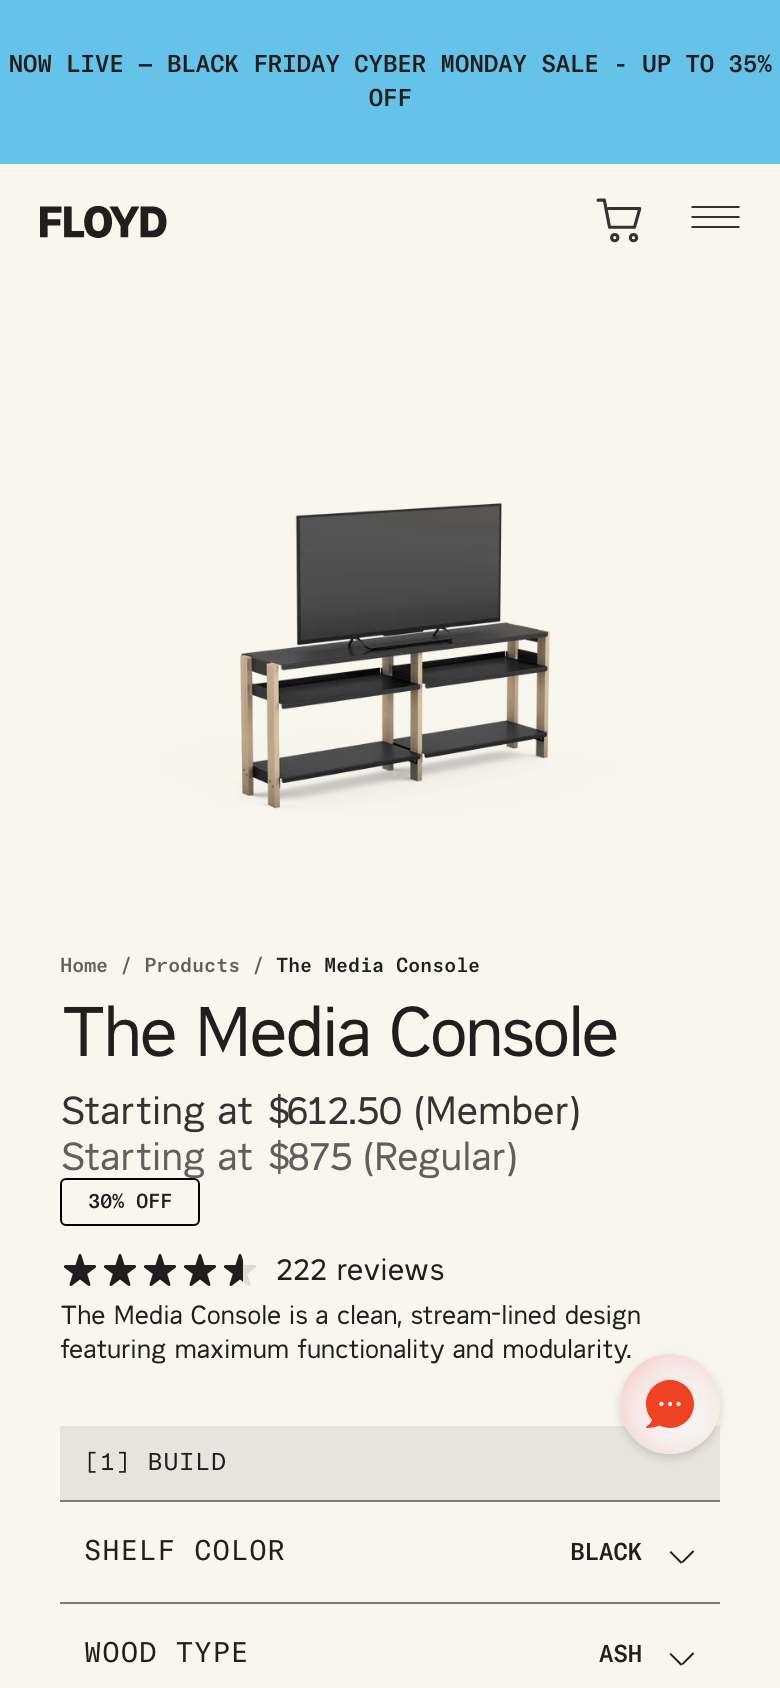 NOW LIVE — BLACK FRIDAY CYBER MONDAY SALE - UP TO 35%
OFF
FLOYD
Home / Products / The Media Console
The Media Console
Starting at $612.50 (Member)
Starting at $875 (Regular)
30% OFF
222 reviews
The Media Console is a clean, stream-lined design
featuring maximum functionality and modularity.
[1] BUILD
SHELF COLOR BLACK
WOOD TYPE ASH